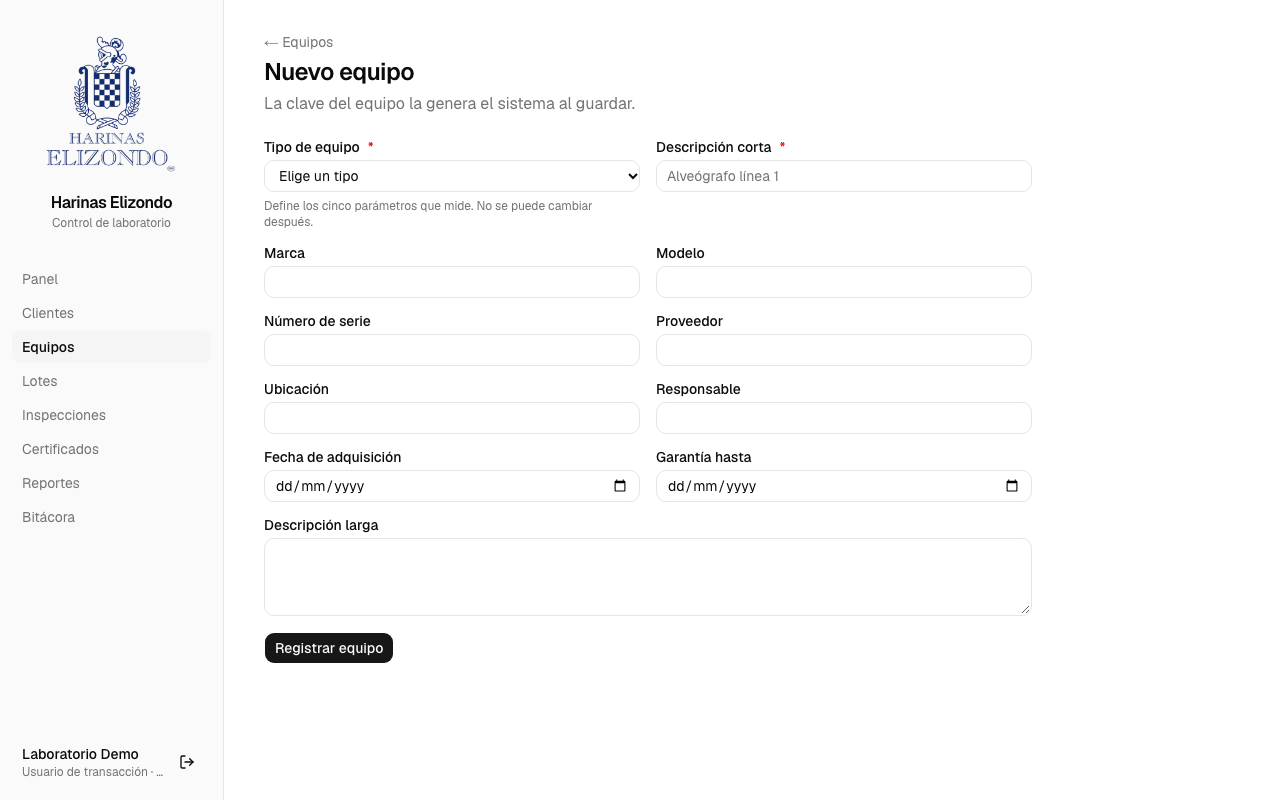 HARINAS
ELIZONDO
Harinas Elizondo
Control de laboratorio
Panel
Clientes
Equipos
Lotes
Inspecciones
Certificados
Reportes
Bitácora
Laboratorio Demo
Usuario de transacción · ...
← Equipos
Nuevo equipo
La clave del equipo la genera el sistema al guardar.
Tipo de equipo *
Elige un tipo
Define los cinco parámetros que mide. No se puede cambiar
después.
Descripción corta *
Alveógrafo línea 1
Marca
Modelo
Número de serie
Proveedor
Ubicación
Responsable
Fecha de adquisición
dd/mm/yyyy
Garantía hasta
dd/mm/yyyy
Descripción larga
Registrar equipo